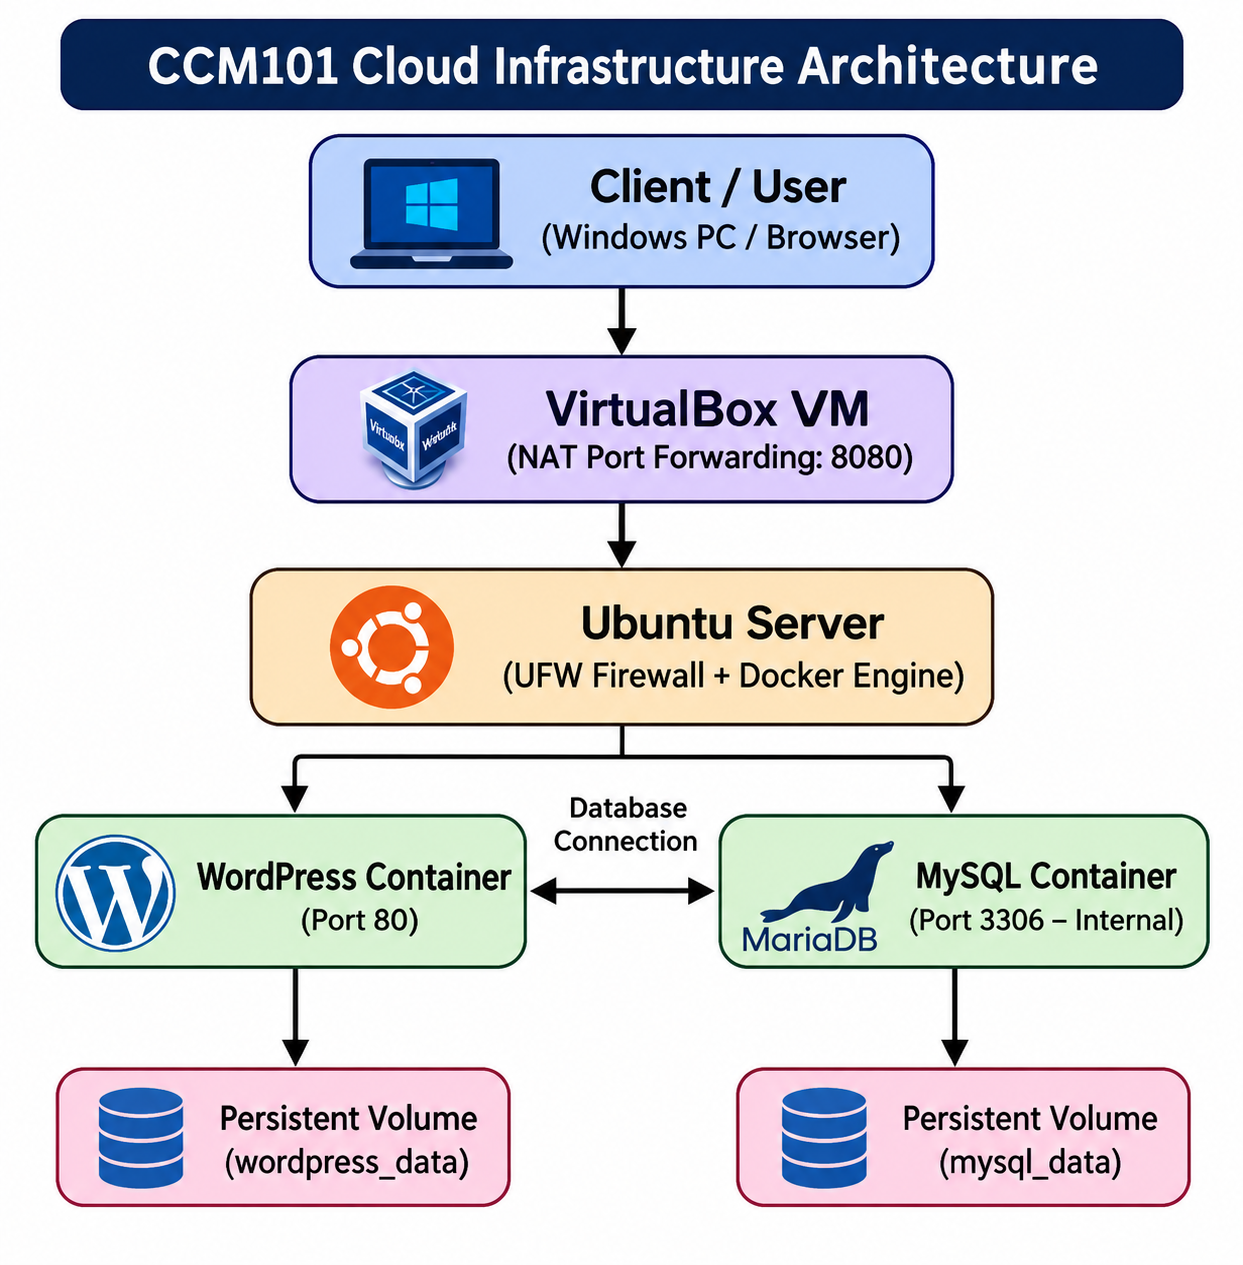 CCM101 Cloud Infrastructure Architecture
Client / User
(Windows PC / Browser)
VirtualBox VM
(NAT Port Forwarding: 8080)
Ubuntu Server
(UFW Firewall + Docker Engine)
Database
Connection
WordPress Container
(Port 80)
MariaDB
MySQL Container
(Port 3306 – Internal)
Persistent Volume
(wordpress_data)
Persistent Volume
(mysql_data)